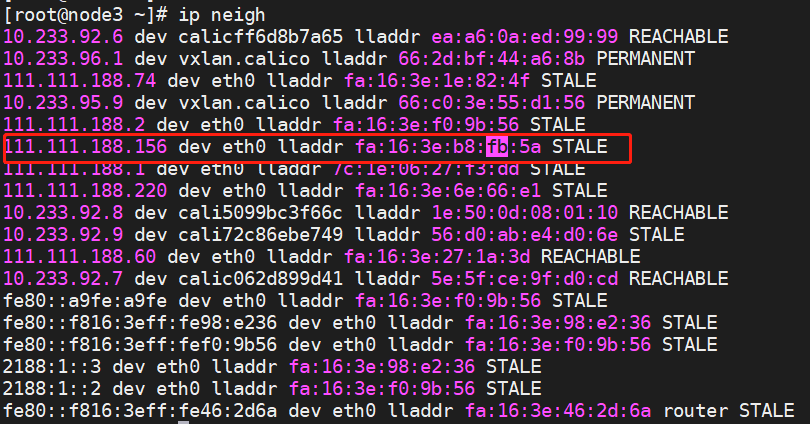 [root@node3 ~]# ip neigh
10.233.92.6 dev calicff6d8b7a65 lladdr ea:a6:0a:ed:99:99 REACHABLE
10.233.96.1 dev vxlan.calico lladdr 66:2d:bf:44:a6:8b PERMANENT
111.111.188.74 dev eth0 lladdr fa:16:3e:1e:82:4f STALE
10.233.95.9 dev vxlan.calico lladdr 66:c0:3e:55:d1:56 PERMANENT
111.111.188.2 dev eth0 lladdr fa:16:3e:f0:9b:56 STALE
111.111.188.156 dev eth0 lladdr fa:16:3e:b8:fb:5a STALE
111.111.188.1 dev eth0 lladdr 7c:1e:06:27:f3:dd STALE
111.111.188.220 dev eth0 lladdr fa:16:3e:6e:66:e1 STALE
10.233.92.8 dev cali5099bc3f66c lladdr 1e:50:0d:08:01:10 REACHABLE
10.233.92.9 dev cali72c86ebe749 lladdr 56:d0:ab:e4:d0:6e STALE
111.111.188.60 dev eth0 lladdr fa:16:3e:27:1a:3d REACHABLE
10.233.92.7 dev calic062d899d41 lladdr 5e:5f:ce:9f:d0:cd REACHABLE
fe80::a9fe:a9fe dev eth0 lladdr fa:16:3e:f0:9b:56 STALE
fe80::f816:3eff:fe98:e236 dev eth0 lladdr fa:16:3e:98:e2:36 STALE
fe80::f816:3eff:fef0:9b56 dev eth0 lladdr fa:16:3e:f0:9b:56 STALE
2188:1::3 dev eth0 lladdr fa:16:3e:98:e2:36 STALE
2188:1::2 dev eth0 lladdr fa:16:3e:f0:9b:56 STALE
fe80::f816:3eff:fe46:2d6a dev eth0 lladdr fa:16:3e:46:2d:6a router STALE